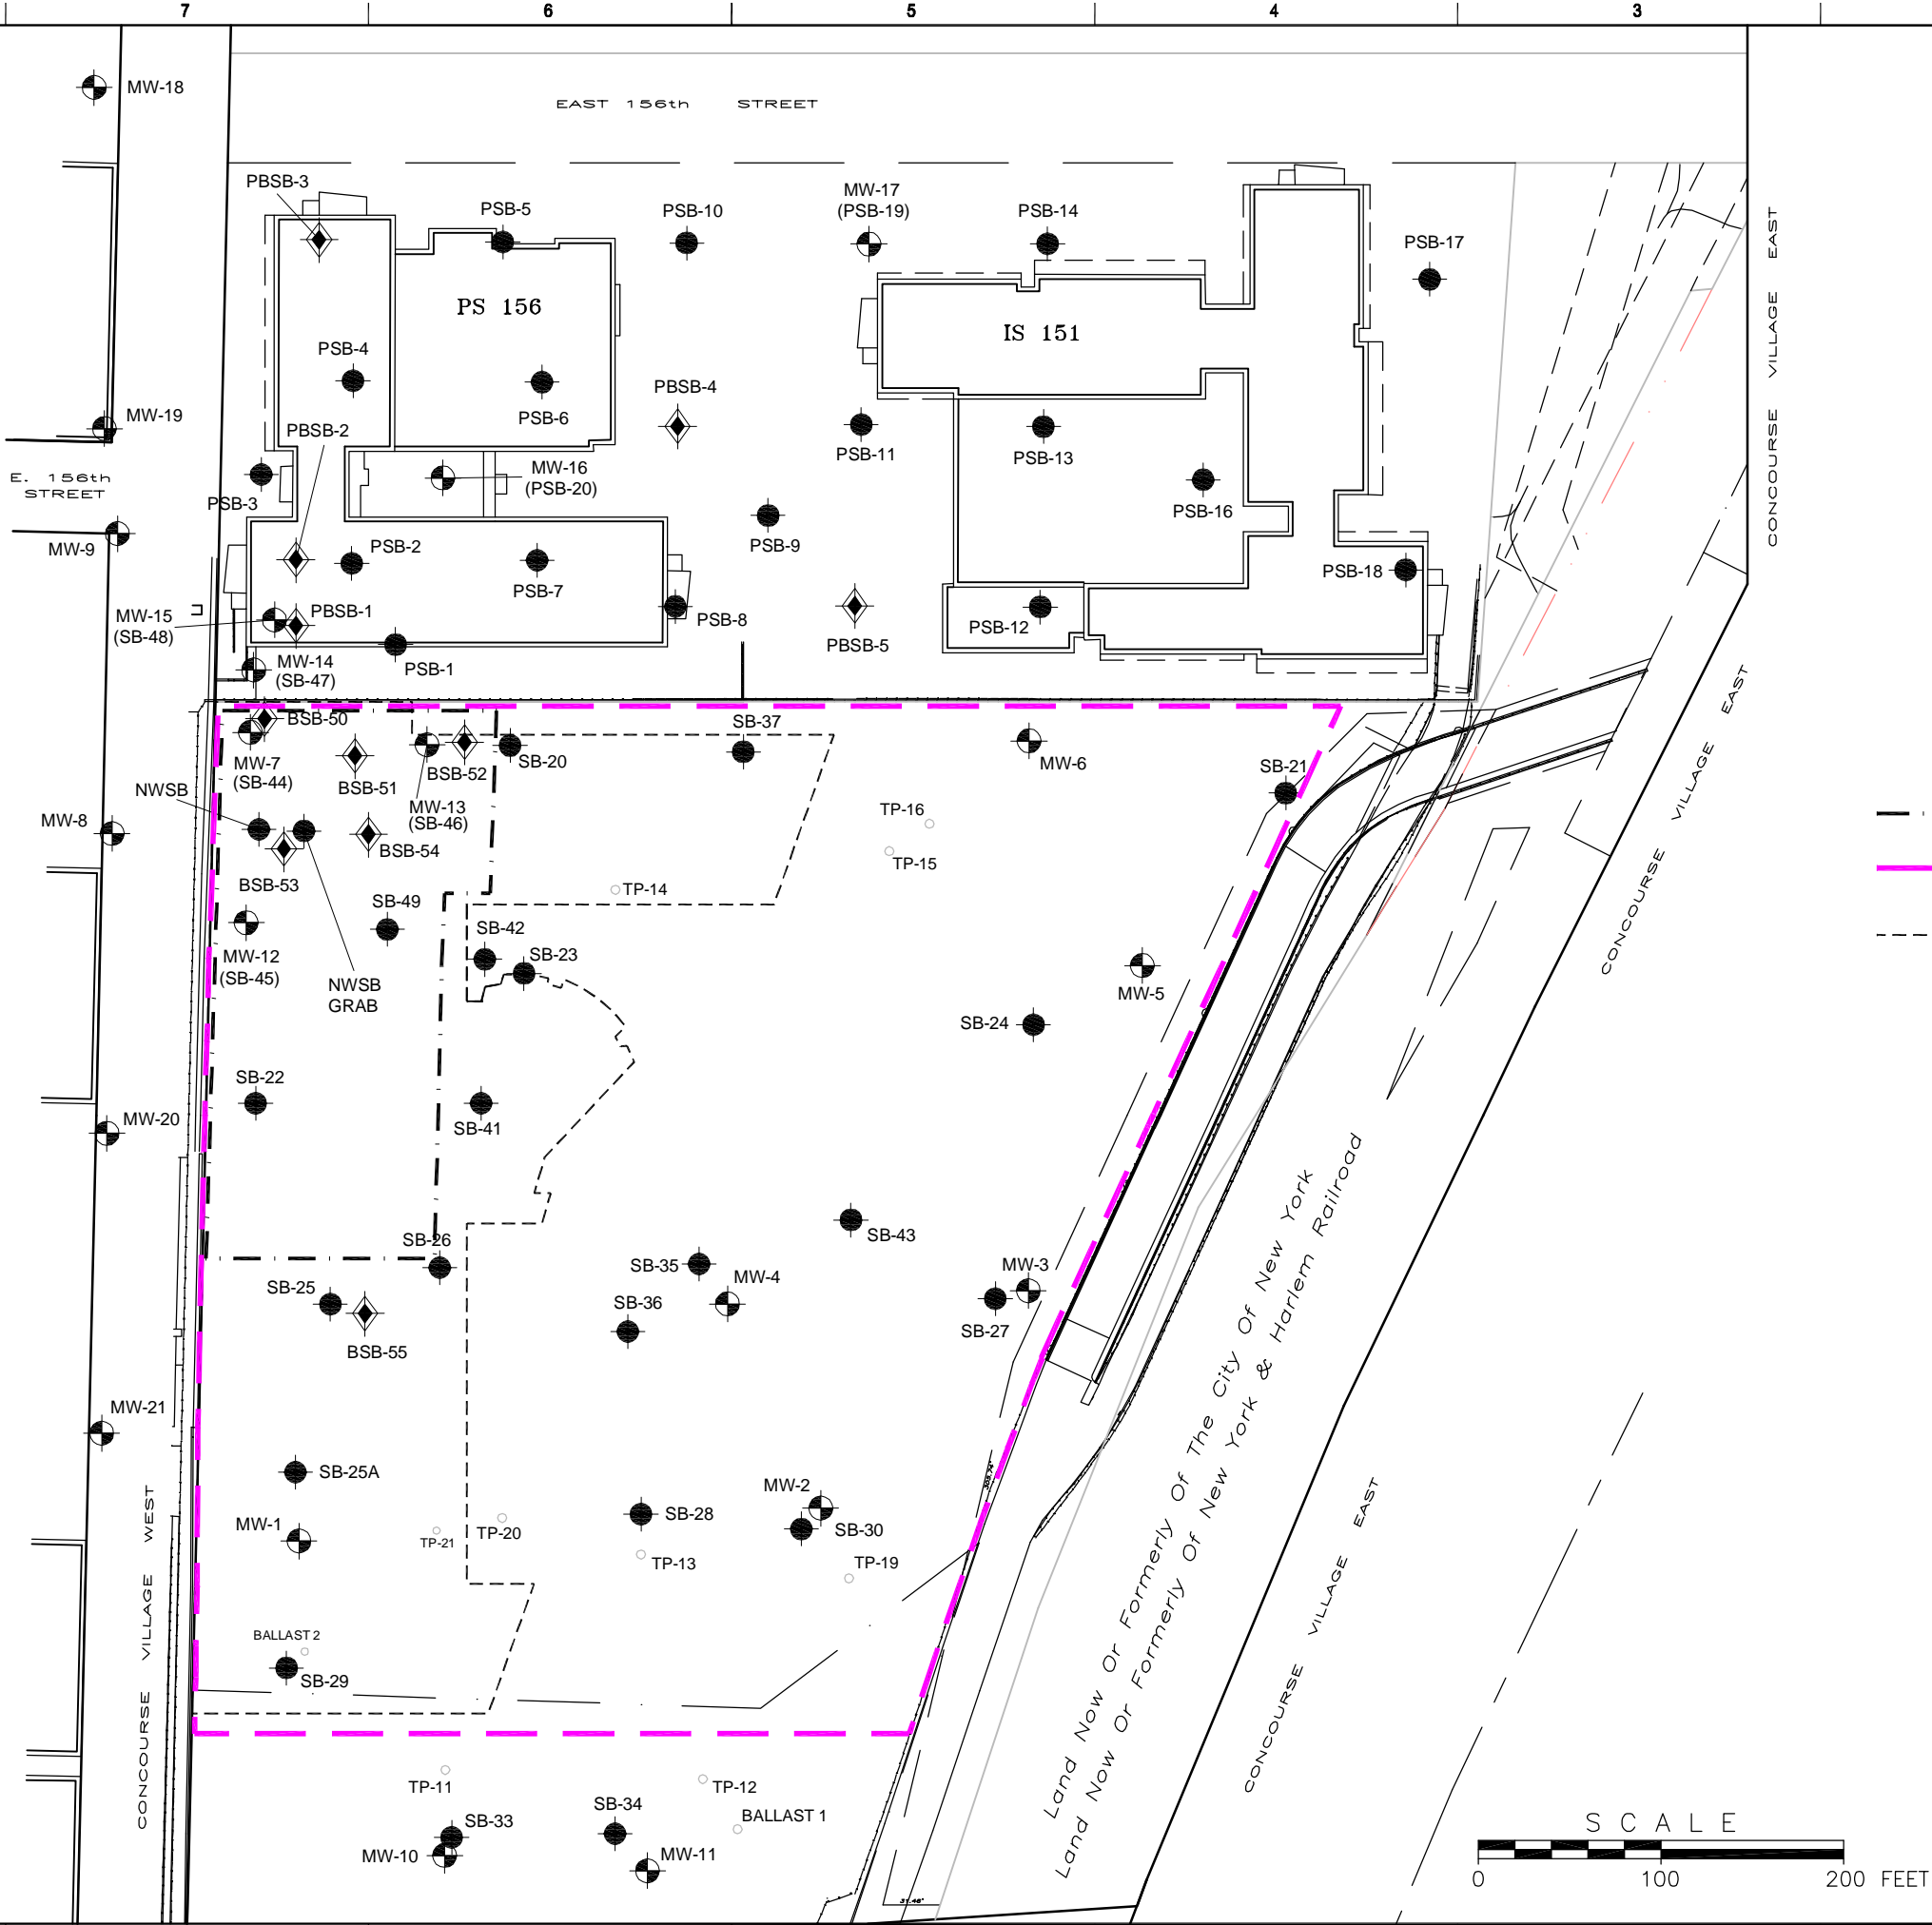 7 6 5 4 3
MW-18
EAST 156th STREET
PBSB-3
PSB-5
PSB-10
MW-17
(PSB-19)
PSB-14
PSB-17
PS 156
IS 151
CONCOURSE VILLAGE EAST
PSB-4
PSB-6
PBSB-4
MW-19
PBSB-2
PSB-11
PSB-13
E. 156th
STREET
PSB-3
MW-16
(PSB-20)
PSB-16
MW-9
PSB-2
PSB-7
PSB-9
PSB-18
MW-15
(SB-48)
PBSB-1
PSB-8
PSB-12
PBSB-5
MW-14
(SB-47)
PSB-1
BSB-50
SB-37
MW-7
(SB-44)
BSB-51
BSB-52
SB-20
MW-6
SB-21
NWSB
MW-13
(SB-46)
MW-8
BSB-54
TP-16
TP-15
BSB-53
TP-14
SB-49
SB-42
MW-12
(SB-45)
SB-23
NWSB
GRAB
MW-5
SB-24
CONCOURSE VILLAGE EAST
SB-22
MW-20
SB-41
SB-26
SB-43
SB-35
MW-4
MW-3
SB-25
SB-36
SB-27
BSB-55
MW-21
SB-25A
MW-2
MW-1
TP-21
TP-20
SB-28
SB-30
TP-13
TP-19
BALLAST 2
SB-29
CONCOURSE VILLAGE WEST
Land Now Or Formerly Of The City Of New York
Land Now Or Formerly Of New York & Harlem Railroad
CONCOURSE VILLAGE EAST
TP-11
TP-12
SB-33
SB-34
BALLAST 1
MW-10
MW-11
SCALE
0 100 200 FEET